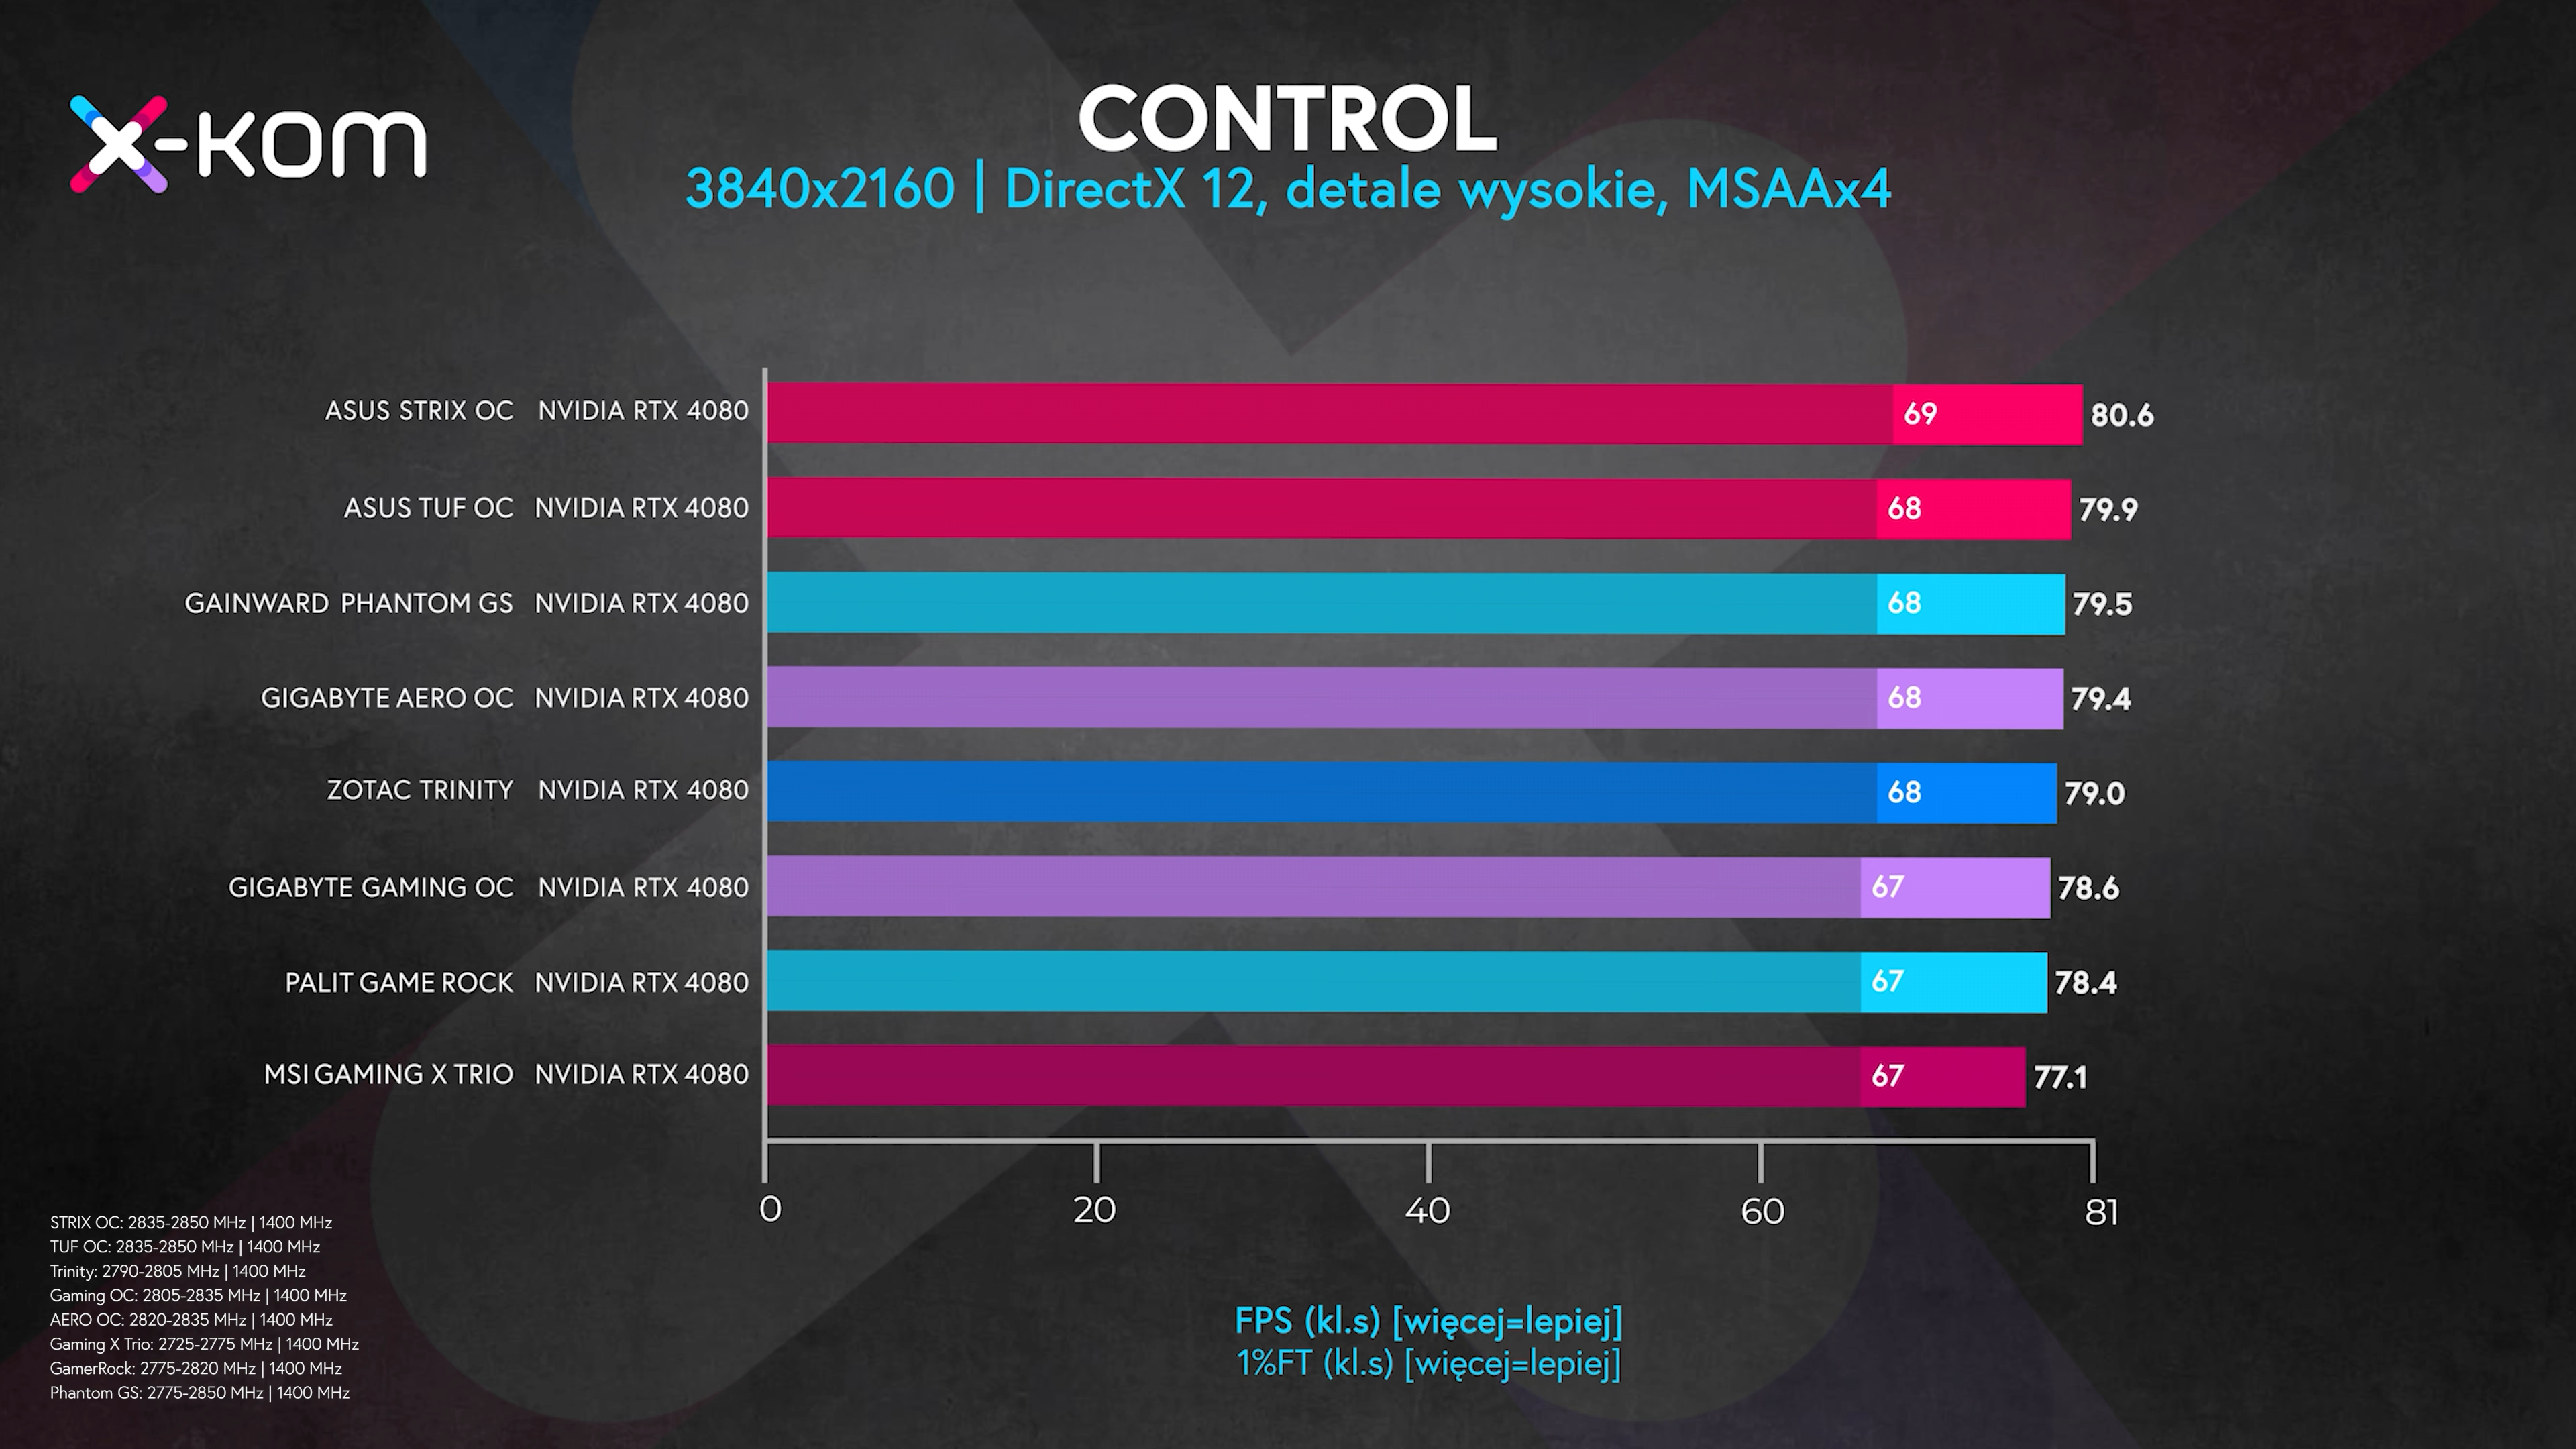 x-kom
CONTROL
3840x2160 | DirectX 12, detale wysokie, MSAAx4
ASUS STRIX OC NVIDIA RTX 4080 69 80.6
ASUS TUF OC NVIDIA RTX 4080 68 79.9
GAINWARD PHANTOM GS NVIDIA RTX 4080 68 79.5
GIGABYTE AERO OC NVIDIA RTX 4080 68 79.4
ZOTAC TRINITY NVIDIA RTX 4080 68 79.0
GIGABYTE GAMING OC NVIDIA RTX 4080 67 78.6
PALIT GAME ROCK NVIDIA RTX 4080 67 78.4
MSI GAMING X TRIO NVIDIA RTX 4080 67 77.1
0 20 40 60 81
STRIX OC: 2835-2850 MHz | 1400 MHz
TUF OC: 2835-2850 MHz | 1400 MHz
Trinity: 2790-2805 MHz | 1400 MHz
Gaming OC: 2805-2835 MHz | 1400 MHz
AERO OC: 2820-2835 MHz | 1400 MHz
Gaming X Trio: 2725-2775 MHz | 1400 MHz
GamerRock: 2775-2820 MHz | 1400 MHz
Phantom GS: 2775-2850 MHz | 1400 MHz
FPS (kl.s) [więcej=lepiej]
1%FT (kl.s) [więcej=lepiej]